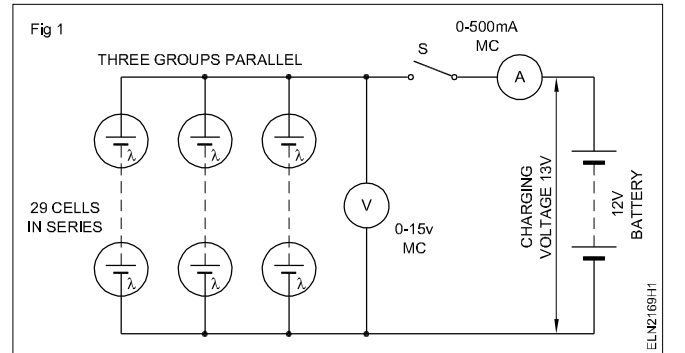 Fig 1
THREE GROUPS PARALLEL
S
0-500mA
MC
A
λ
λ
λ
29 CELLS
IN SERIES
V
0-15v
MC
CHARGING
VOLTAGE 13V
12V
BATTERY
λ
λ
λ
ELN2169H1